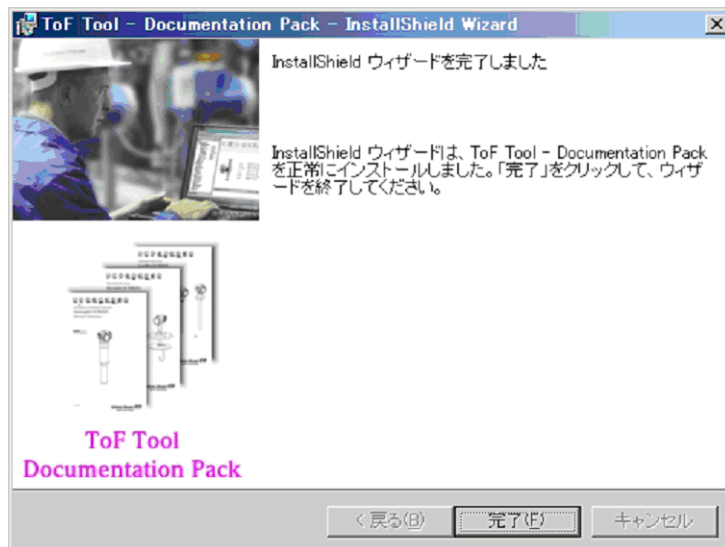 ToF Tool - Documentation Pack - InstallShield Wizard
InstallShield ウィザードを完了しました
InstallShield ウィザードは、ToF Tool - Documentation Pack
を正常にインストールしました。「完了」をクリックして、ウィザ
ードを終了してください。
ToF Tool
Documentation Pack
< 戻る(B)
完了(F)
キャンセル